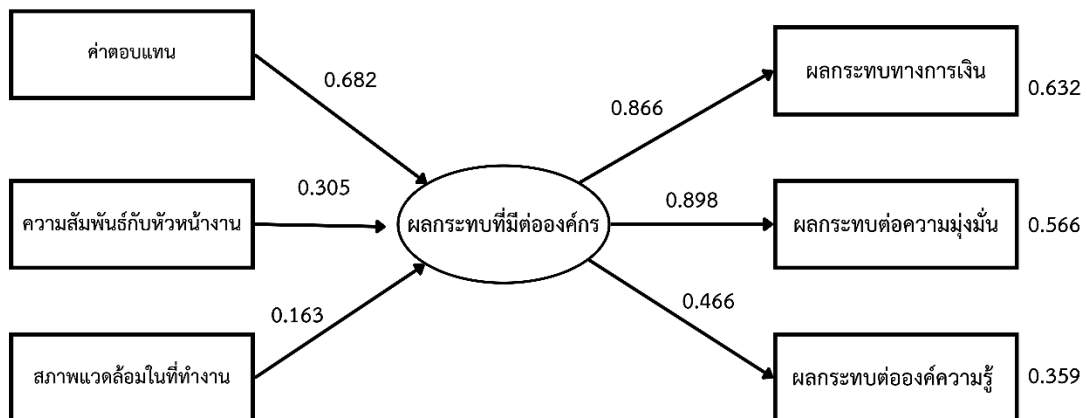 ค่าตอบแทน
0.682
ความสัมพันธ์กับหัวหน้างาน
0.305
สภาพแวดล้อมในที่ทำงาน
0.163
ผลกระทบที่มีต่อองค์กร
0.866
ผลกระทบทางการเงิน
0.632
0.898
ผลกระทบต่อความมุ่งมั่น
0.566
0.466
ผลกระทบต่อองค์ความรู้
0.359